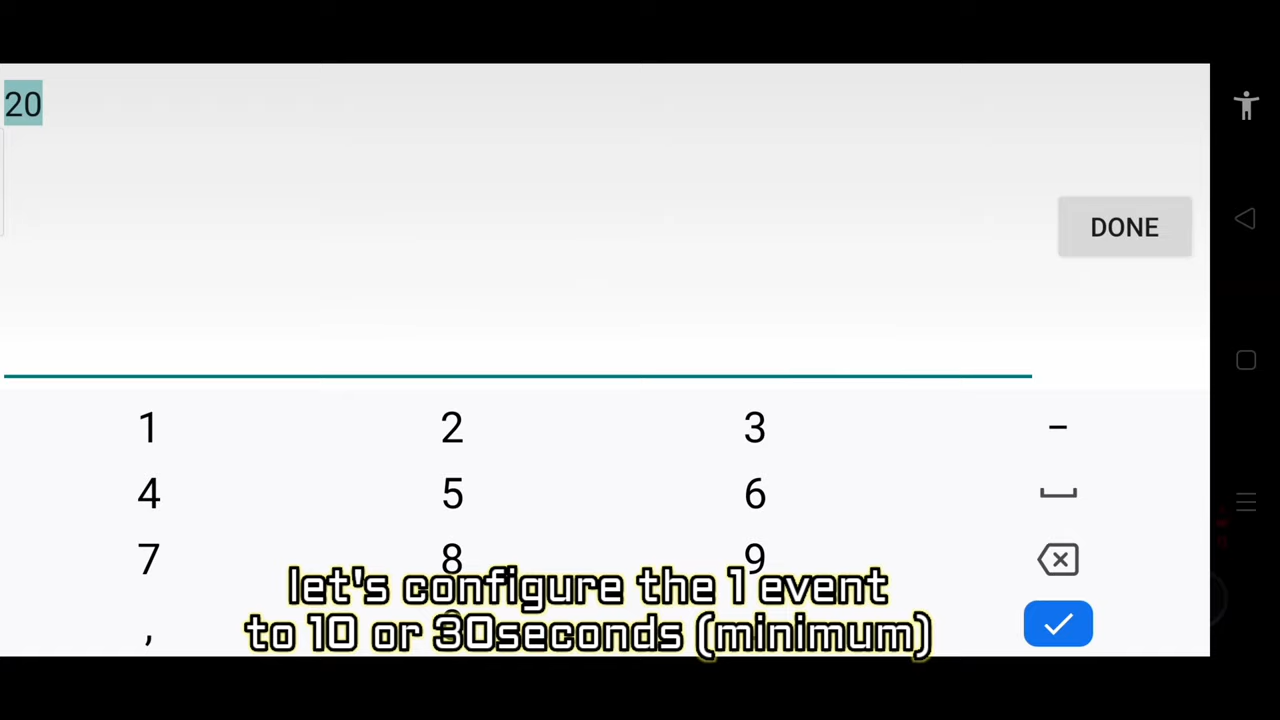 20
DONE
1 2 3 -
4 5 6
7 8 9
,
let's configure the 1 event
to 10 or 30seconds (minimum)